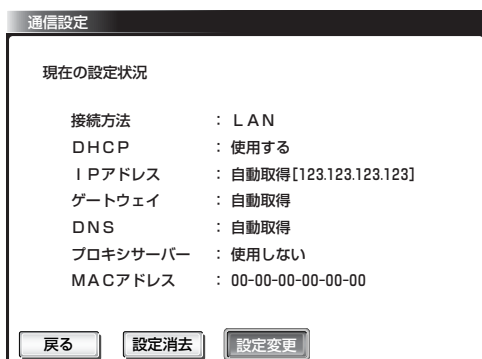 通信設定
現在の設定状況
接続方法 : LAN
DHCP : 使用する
IPアドレス : 自動取得[123.123.123.123]
ゲートウェイ : 自動取得
DNS : 自動取得
プロキシサーバー : 使用しない
MACアドレス : 00-00-00-00-00-00
戻る 設定消去 設定変更